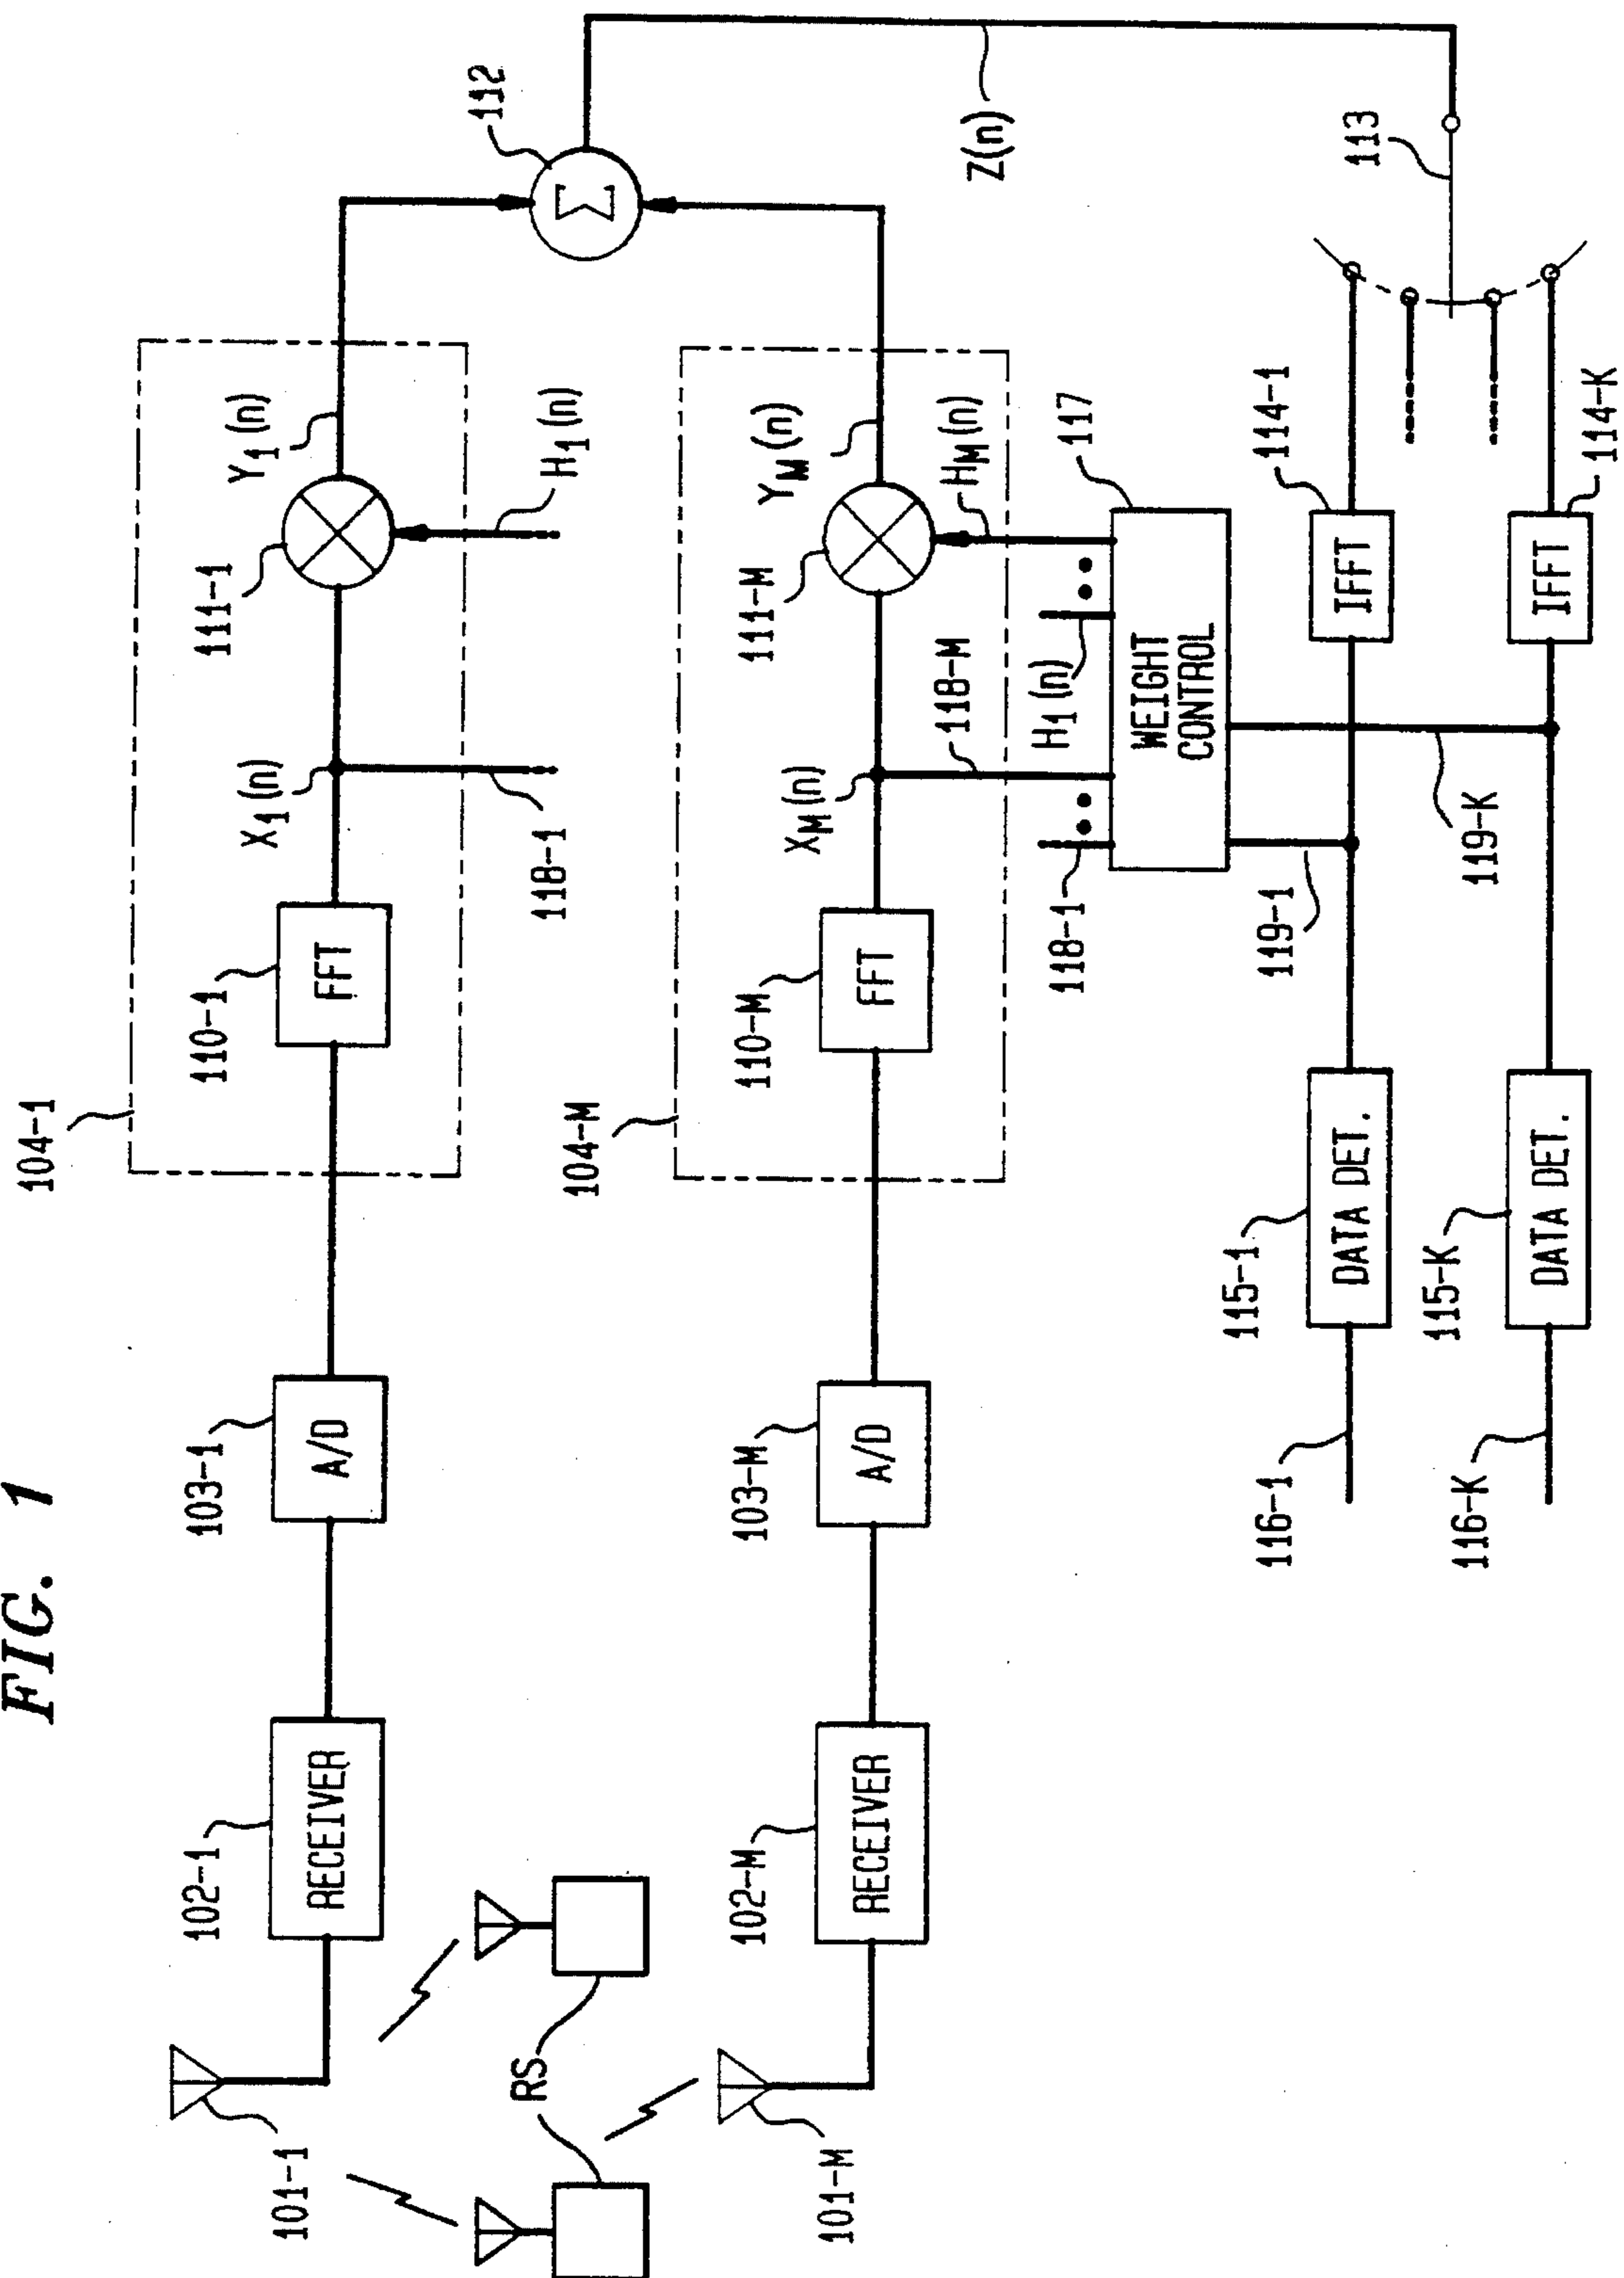 FIG. 1
101-1
102-1
RECEIVER
103-1
A/D
104-1
110-1
FFT
X1(n)
118-1
111-1
Y1(n)
H1(n)
112
Σ
Z(n)
RS
101-M
102-M
RECEIVER
103-M
A/D
104-M
110-M
FFT
XM(n)
118-M
111-M
YM(n)
HM(n)
118-1
H1(n)
117
WEIGHT
CONTROL
113
116-1
115-1
DATA DET.
119-1
IFFT
114-1
116-K
115-K
DATA DET.
119-K
IFFT
114-K